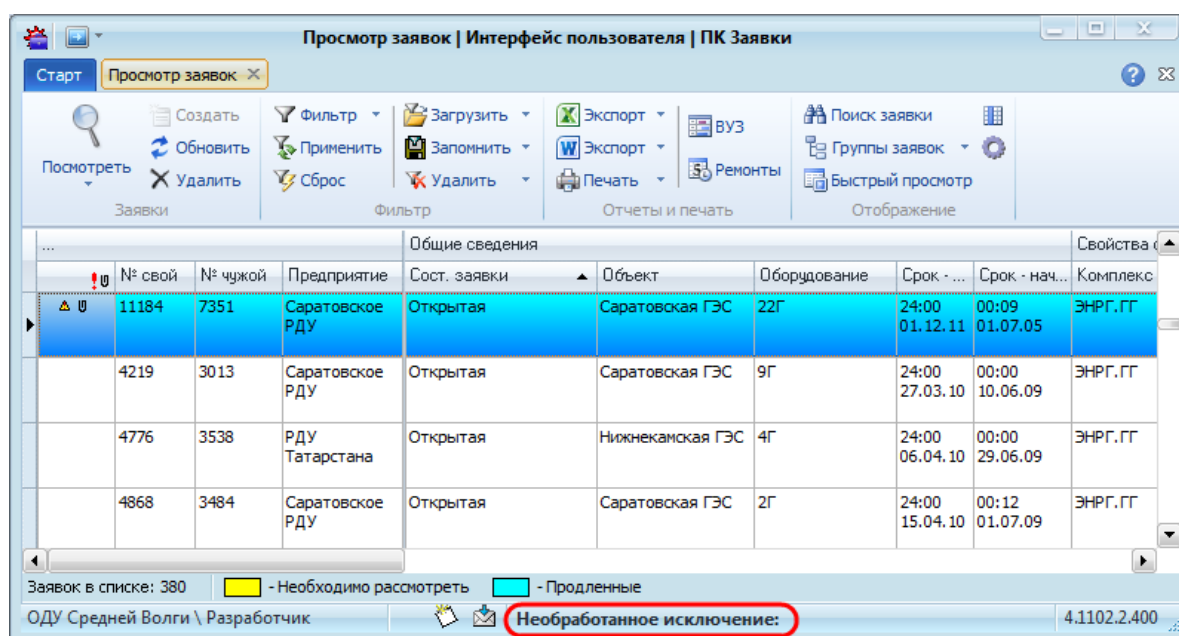 Просмотр заявок | Интерфейс пользователя | ПК Заявки
Старт Просмотр заявок
Посмотреть Создать Обновить Удалить
Заявки
Фильтр Применить Сброс Загрузить Запомнить Удалить
Фильтр
Экспорт Экспорт Печать ВУЗ Ремонты
Отчеты и печать
Поиск заявки Группы заявок Быстрый просмотр
Отображение
... Общие сведения Свойства
№ свой № чужой Предприятие Сост. заявки Объект Оборудование Срок - ... Срок - нач... Комплекс
11184 7351 Саратовское Открытая Саратовская ГЭС 22Г 24:00 00:09 ЭНРГ.ГГ
РДУ 01.12.11 01.07.05
4219 3013 Саратовское Открытая Саратовская ГЭС 9Г 24:00 00:00 ЭНРГ.ГГ
РДУ 27.03.10 10.06.09
4776 3538 РДУ Открытая Нижнекамская ГЭС 4Г 24:00 00:00 ЭНРГ.ГГ
Татарстана 06.04.10 29.06.09
4868 3484 Саратовское Открытая Саратовская ГЭС 2Г 24:00 00:12 ЭНРГ.ГГ
РДУ 15.04.10 01.07.09
Заявок в списке: 380 - Необходимо рассмотреть - Продленные
ОДУ Средней Волги \ Разработчик Необработанное исключение: 4.1102.2.400